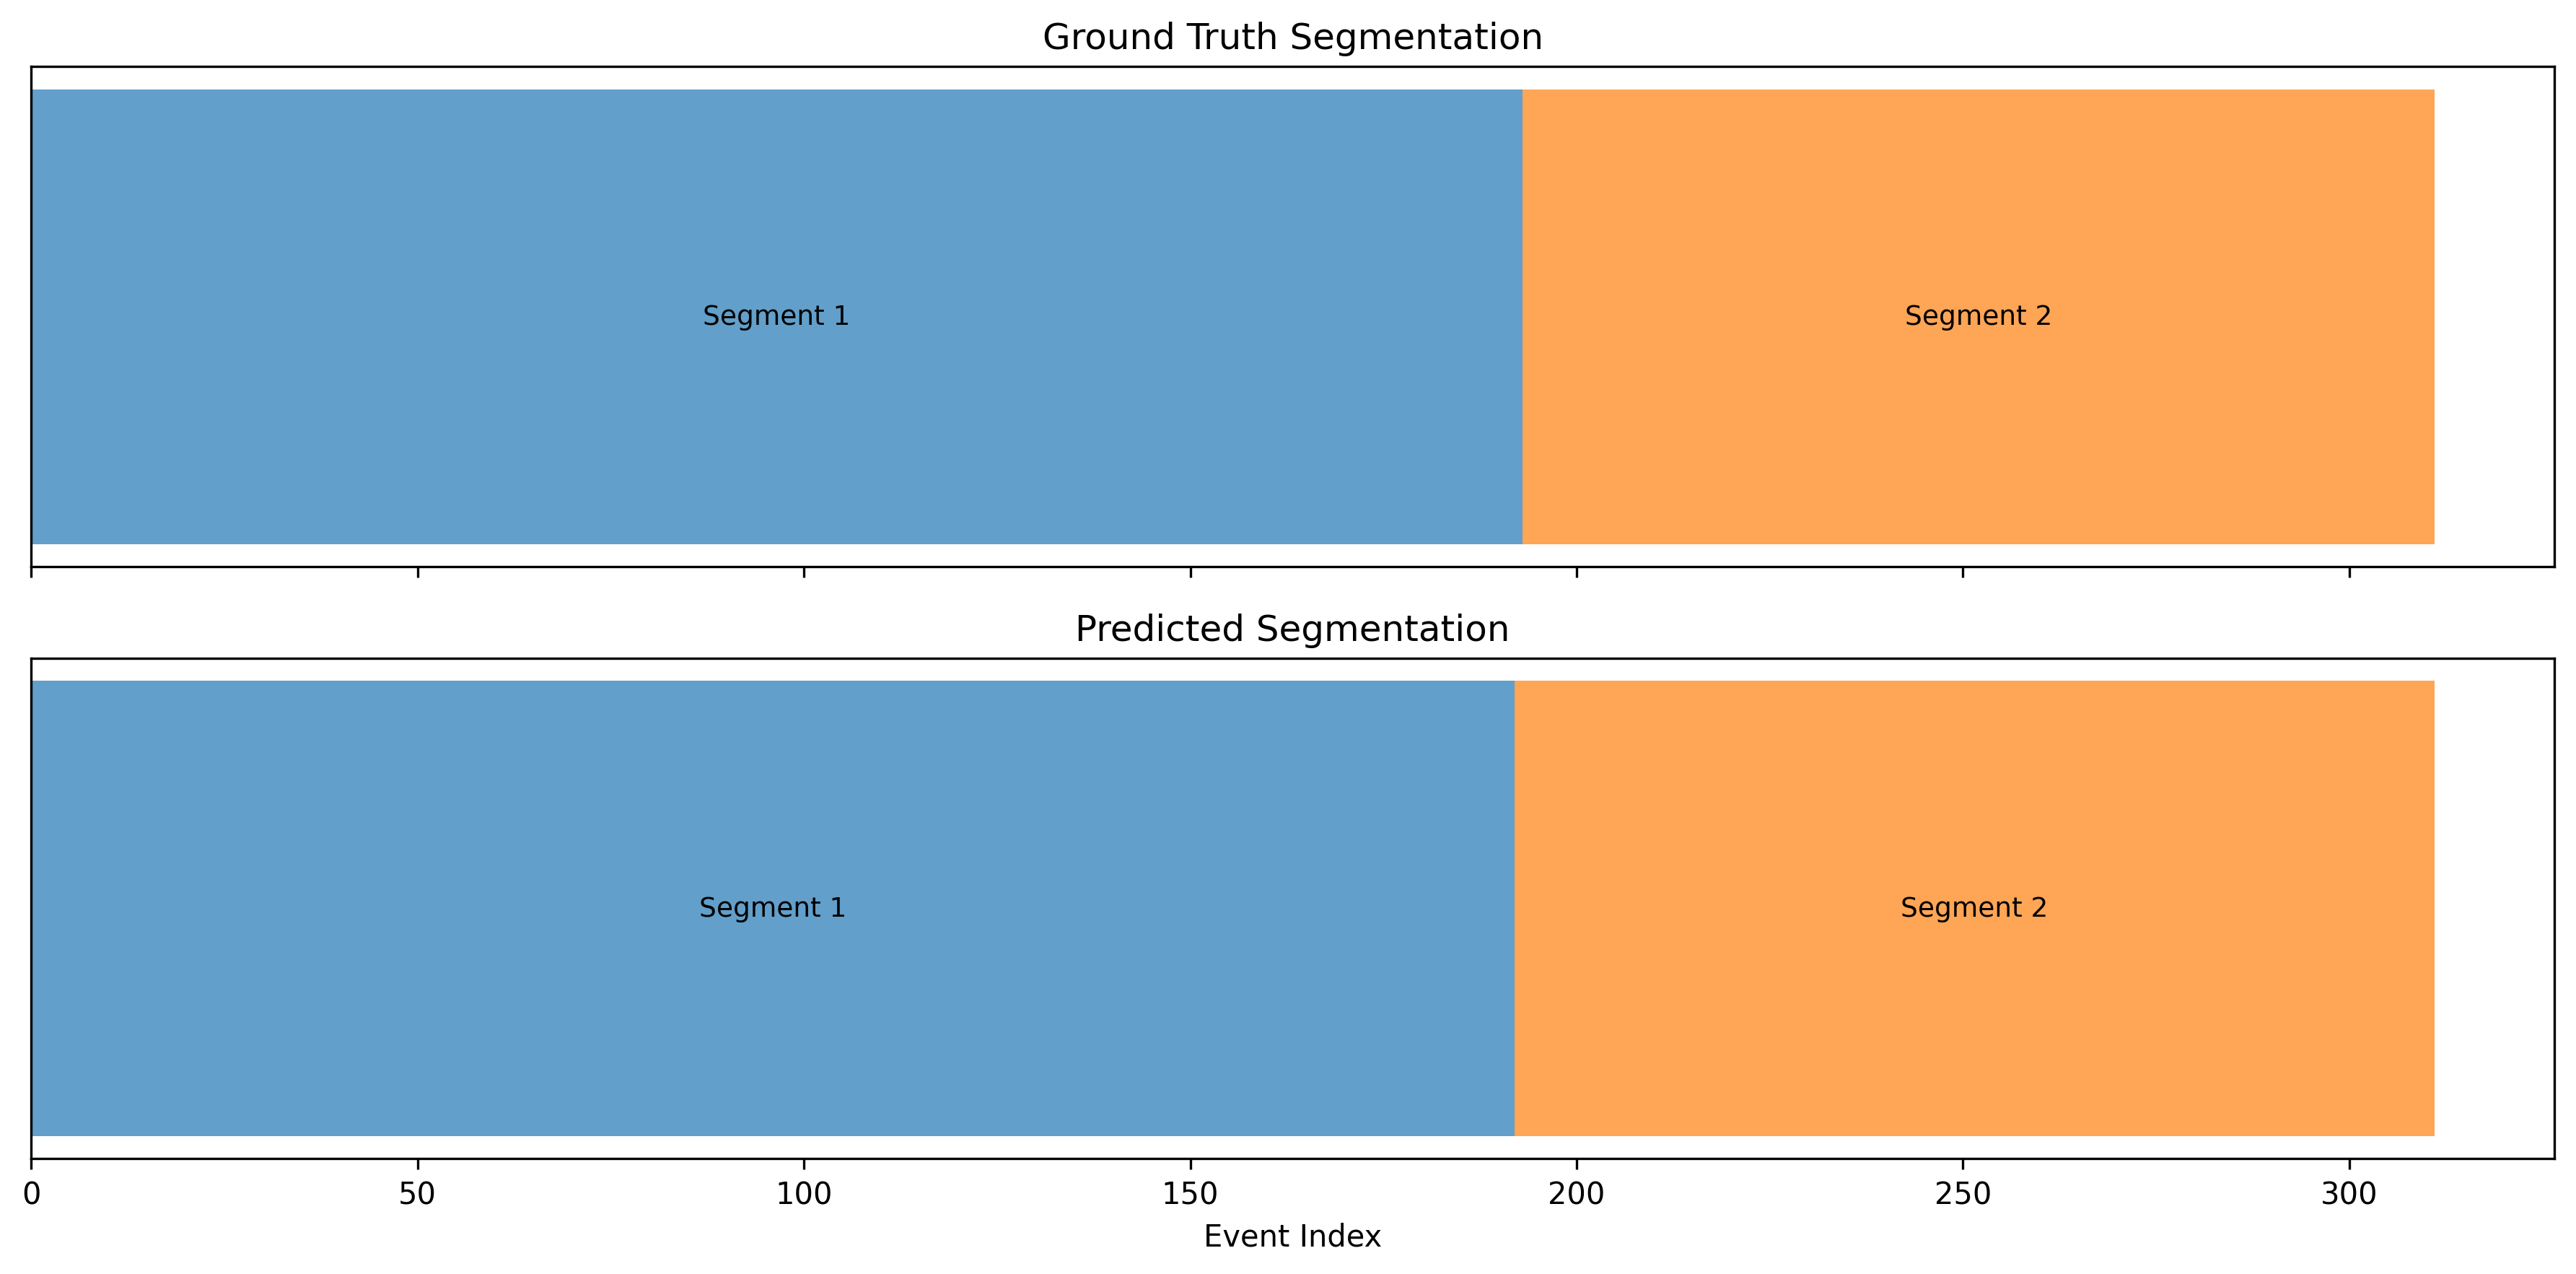 Ground Truth Segmentation
Segment 1 Segment 2
Predicted Segmentation
Segment 1 Segment 2
0 50 100 150 200 250 300
Event Index